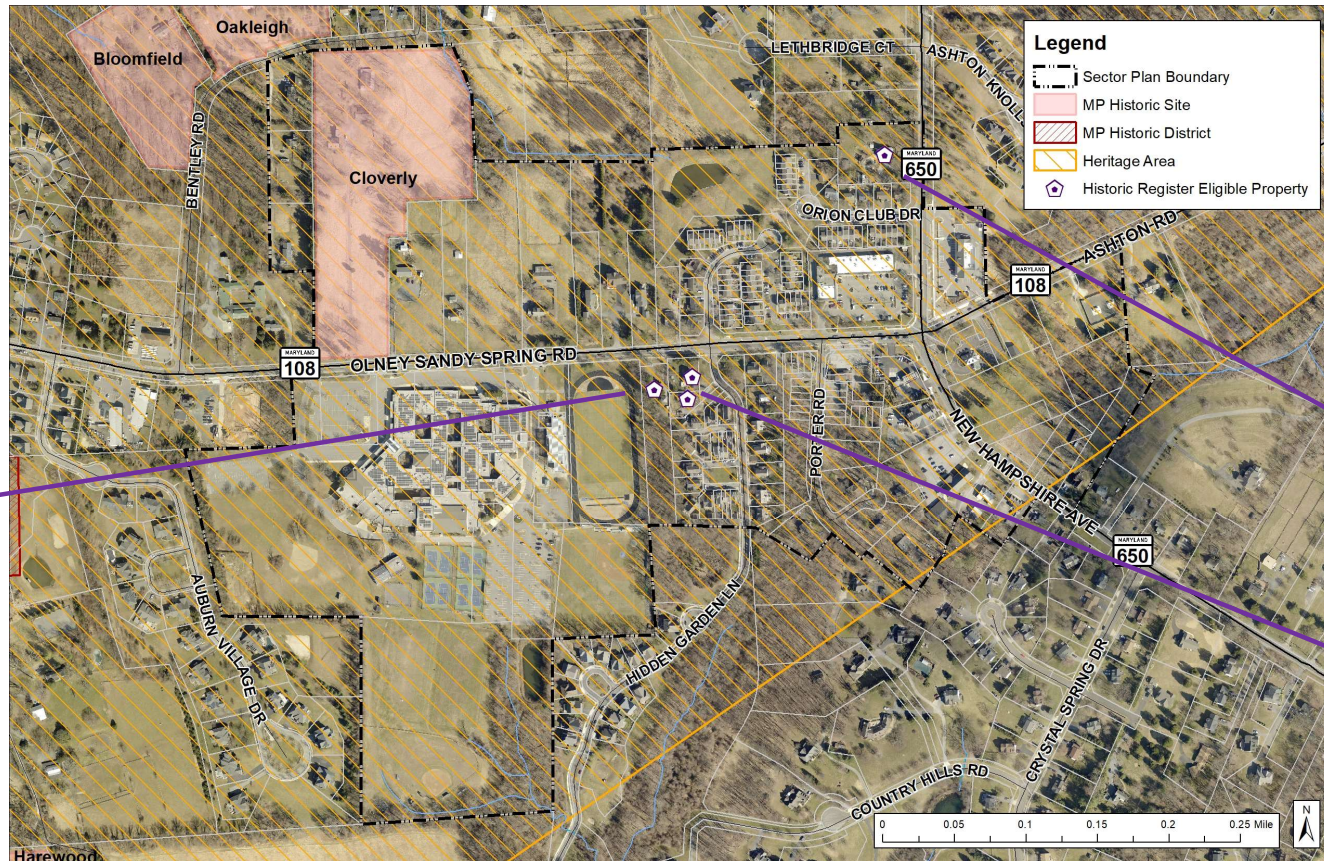 Oakleigh
Bloomfield
LETHBRIDGE CT
ASHTON KNOLLS
Legend
Sector Plan Boundary
MP Historic Site
MP Historic District
Heritage Area
Historic Register Eligible Property
BENTLEY RD
Cloverly
MARYLAND
650
ORION CLUB DR
ASHTON RD
MARYLAND
108
MARYLAND
108
OLNEY SANDY SPRING RD
PORTER RD
NEW HAMPSHIRE AVE
MARYLAND
650
AUBURN VILLAGE DR
HIDDEN GARDEN LN
CRYSTAL SPRING DR
COUNTRY HILLS RD
0 0.05 0.1 0.15 0.2 0.25 Mile
N
Harewood